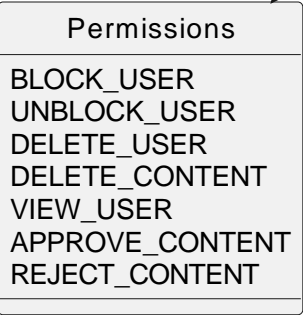 Permissions
BLOCK_USER
UNBLOCK_USER
DELETE_USER
DELETE_CONTENT
VIEW_USER
APPROVE_CONTENT
REJECT_CONTENT